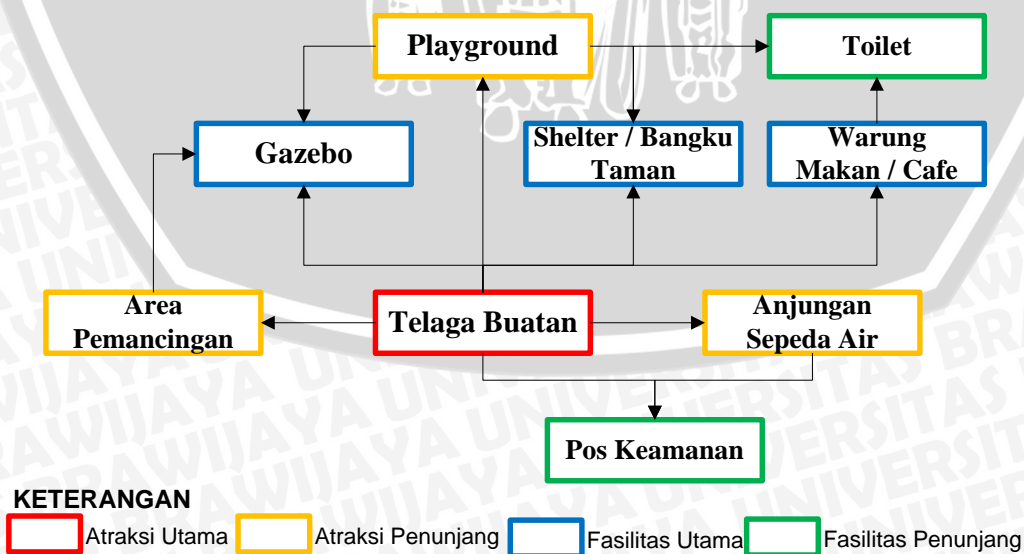 Playground
Toilet
Gazebo
Shelter / Bangku
Taman
Warung
Makan / Cafe
Area
Pemancingan
Telaga Buatan
Anjungan
Sepeda Air
Pos Keamanan
KETERANGAN
Atraksi Utama
Atraksi Penunjang
Fasilitas Utama
Fasilitas Penunjang